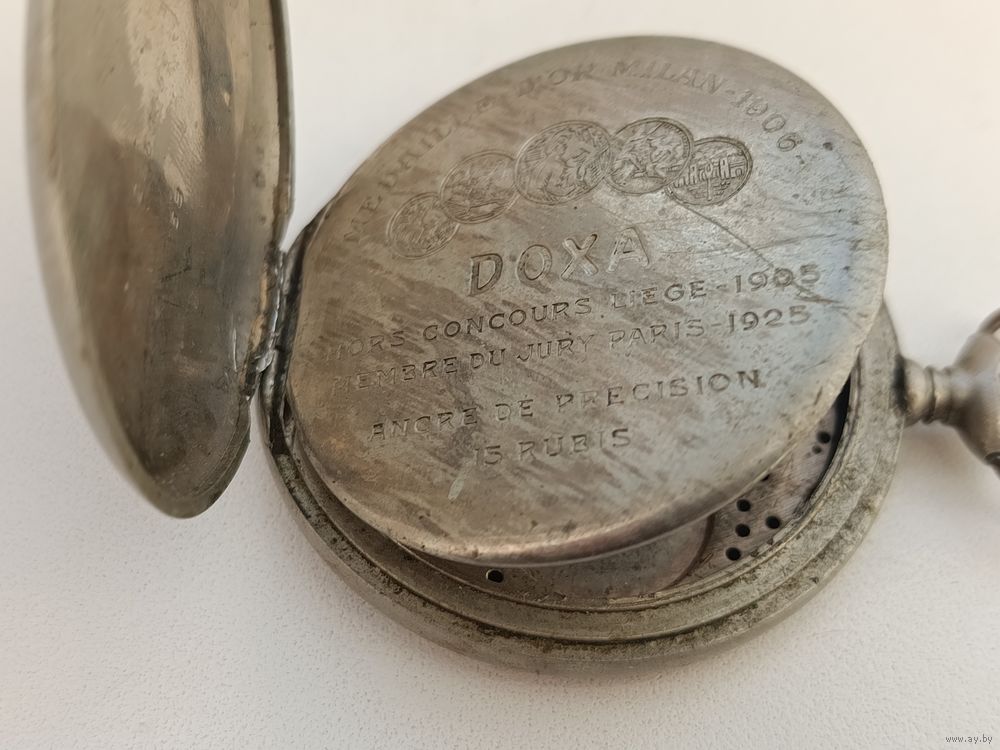 MEDAILLE D'OR MILAN-1906.
DOXA
HORS CONCOURS LIEGE-1905
MEMBRE DU JURY PARIS-1925
ANCRE DE PRECISION
15 RUBIS
www.ay.by